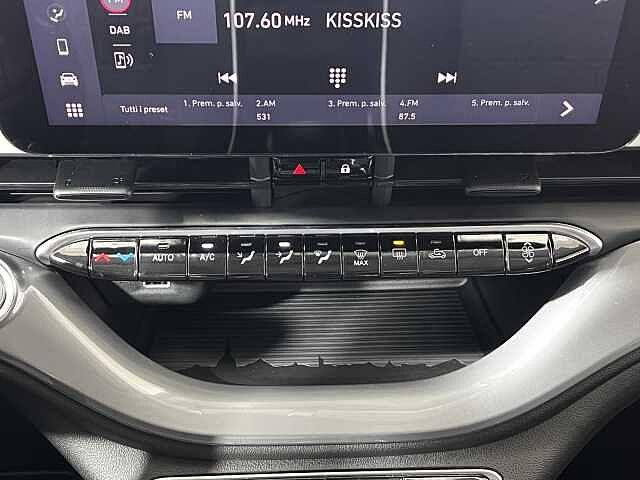 FM
DAB
FM 107.60 MHz KISSKISS
Tutti i preset 1. Prem. p. salv. 2.AM 3. Prem. p. salv. 4.FM 5. Prem. p. salv.
531 87.5
AUTO A/C MAX OFF